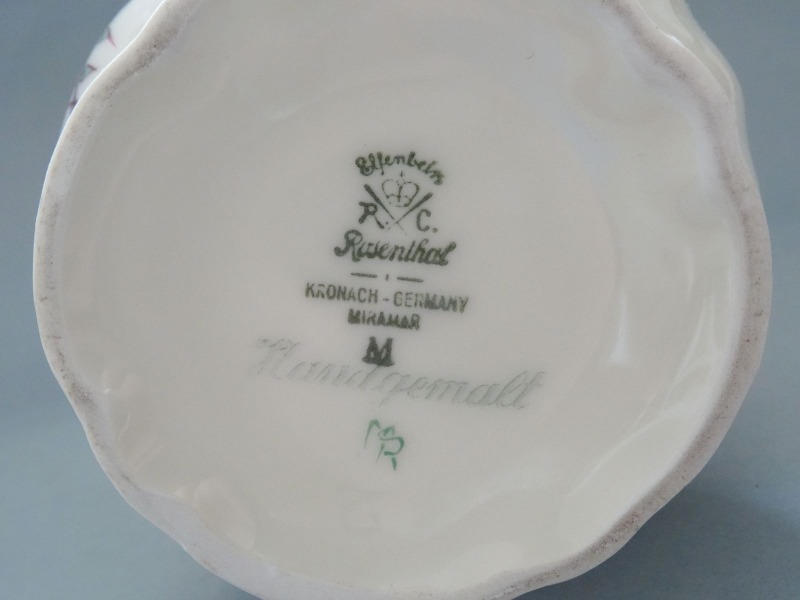 Elfenbein
R. C.
Rosenthal
KRONACH - GERMANY
MIRAMAR
M
Handgemalt